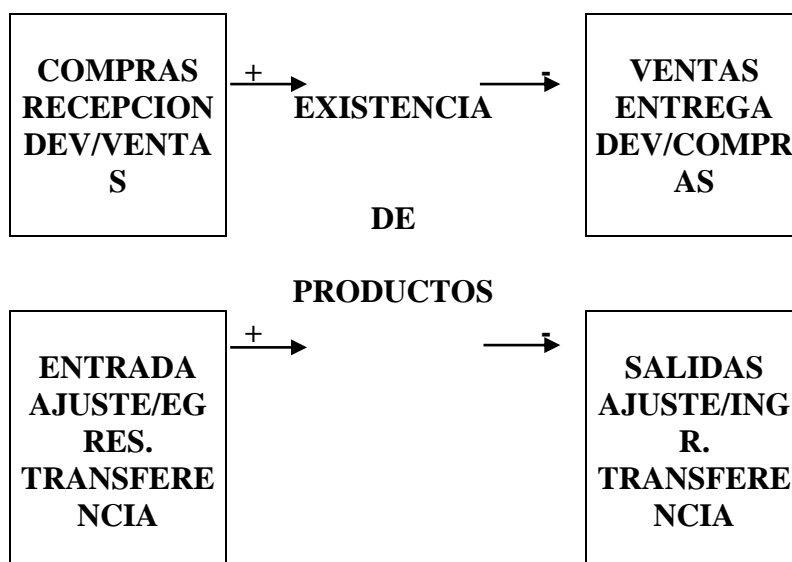 COMPRAS
RECEPCION
DEV/VENTA
S
+
EXISTENCIA
-
VENTAS
ENTREGA
DEV/COMPR
AS
DE
PRODUCTOS
ENTRADA
AJUSTE/EG
RES.
TRANSFERE
NCIA
+
-
SALIDAS
AJUSTE/ING
R.
TRANSFERE
NCIA